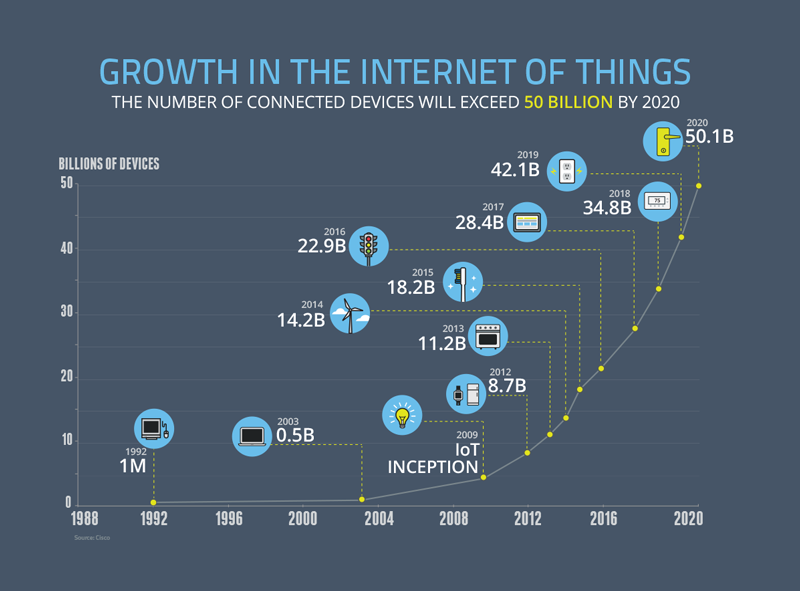 GROWTH IN THE INTERNET OF THINGS
THE NUMBER OF CONNECTED DEVICES WILL EXCEED 50 BILLION BY 2020
BILLIONS OF DEVICES
50
40
30
20
10
0
1992
1M
2003
0.5B
2009
IoT
INCEPTION
2012
8.7B
2013
11.2B
2014
14.2B
2015
18.2B
2016
22.9B
2017
28.4B
2018
34.8B
75
2019
42.1B
2020
50.1B
1988
1992
1996
2000
2004
2008
2012
2016
2020
Source: Cisco